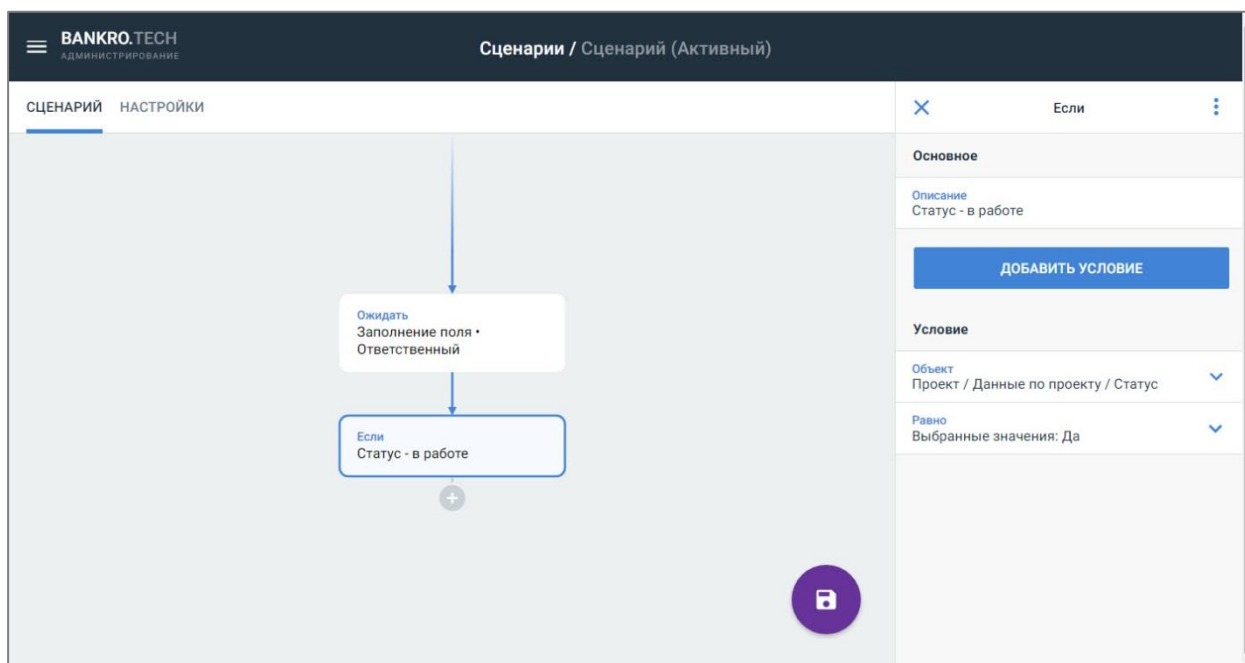 BANKRO.TECH
АДМИНИСТРИРОВАНИЕ
Сценарии / Сценарий (Активный)
СЦЕНАРИЙ НАСТРОЙКИ
Если
Основное
Описание
Статус - в работе
ДОБАВИТЬ УСЛОВИЕ
Условие
Объект
Проект / Данные по проекту / Статус
Равно
Выбранные значения: Да
Ожидать
Заполнение поля •
Ответственный
Если
Статус - в работе